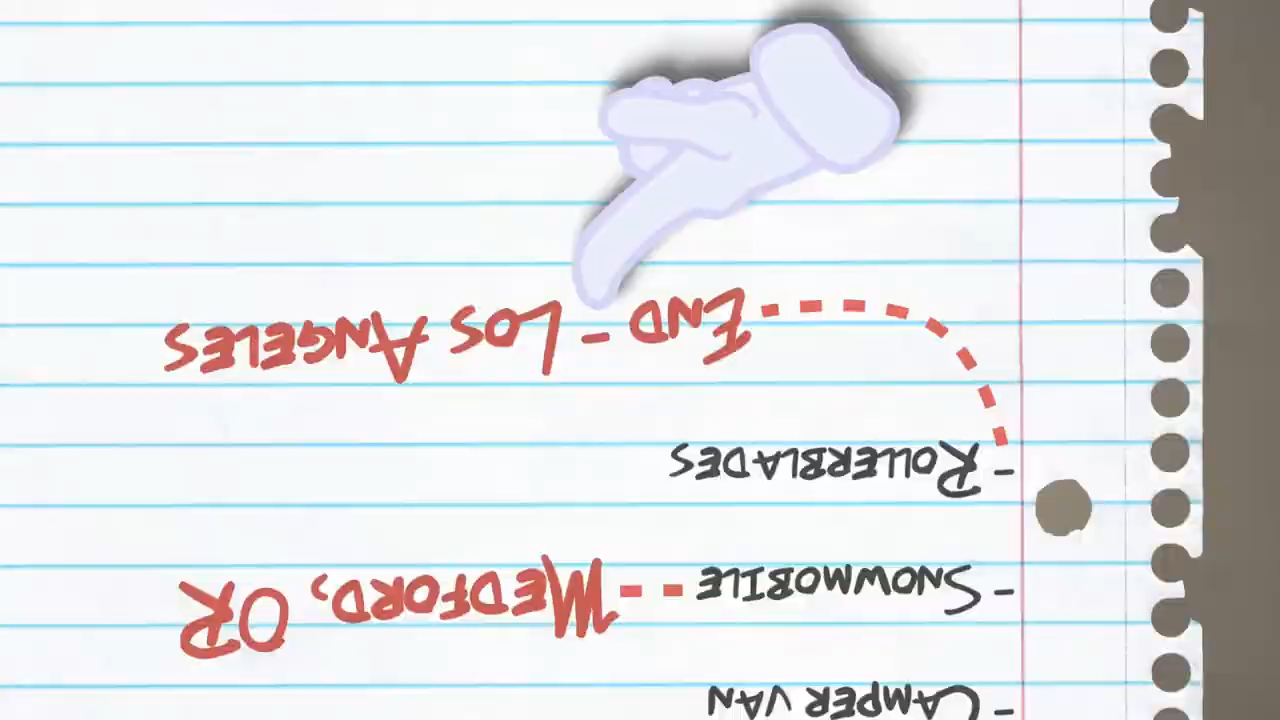 - Camper van
- Snowmobile -- Medford, OR
- Rollerblades
End - Los Angeles